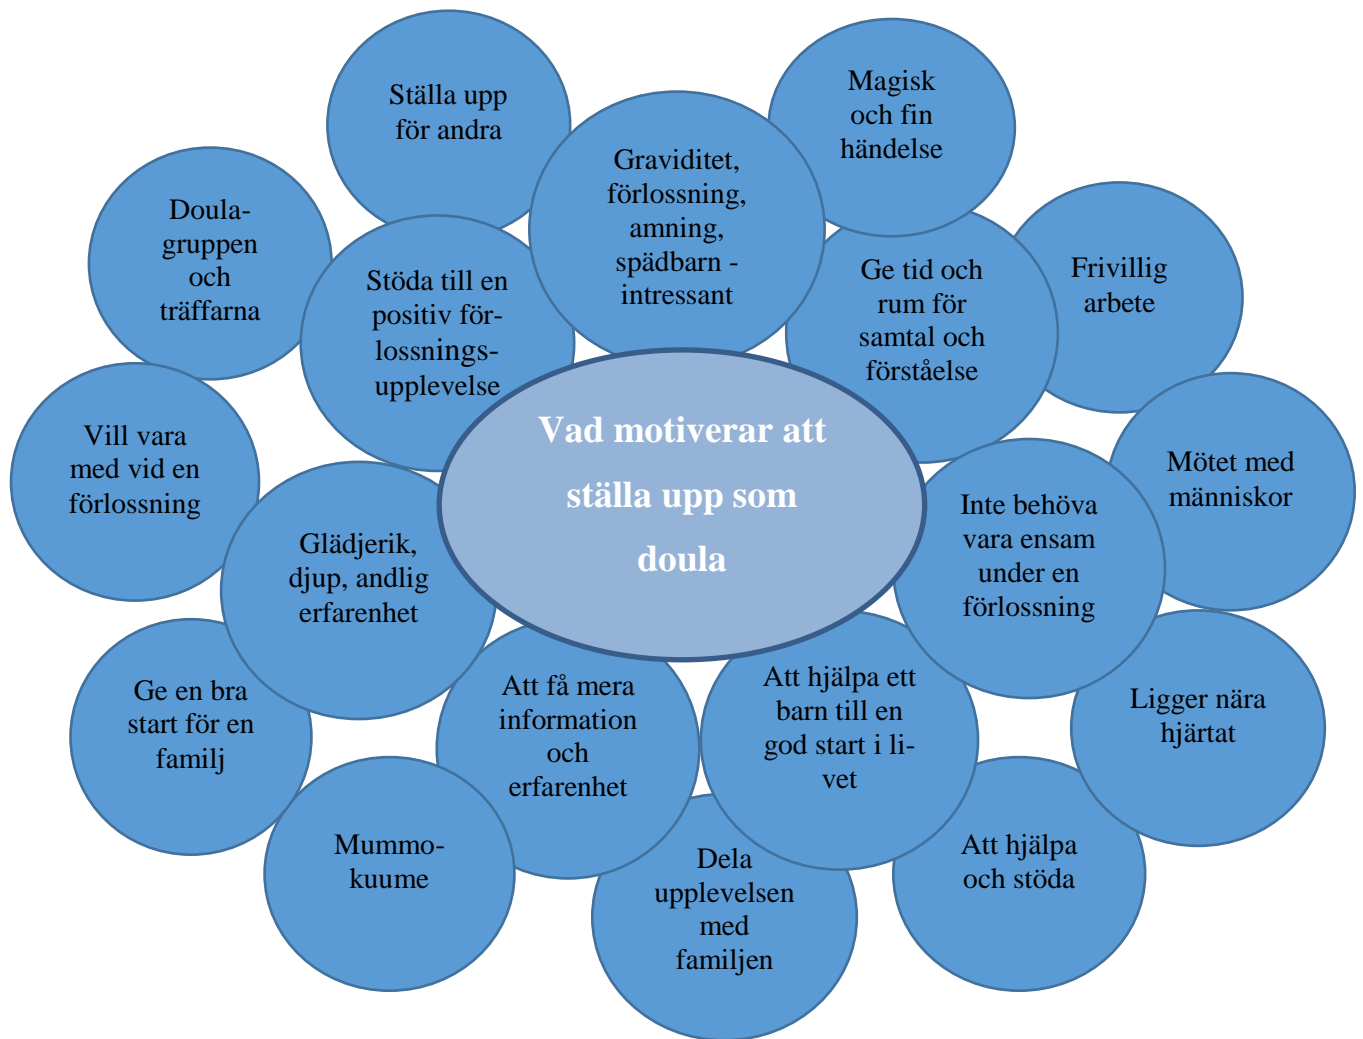 Ställa upp
för andra
Magisk
och fin
händelse
Graviditet,
förlossning,
amning,
spädbarn -
intressant
Doula-
gruppen
och
träffarna
Stöda till en
positiv för-
lossnings-
upplevelse
Ge tid och
rum för
samtal och
förståelse
Frivillig
arbete
Vad motiverar att
ställa upp som
doula
Vill vara
med vid en
förlossning
Mötet med
människor
Inte behöva
vara ensam
under en
förlossning
Glädjerik,
djup, andlig
erfarenhet
Ge en bra
start för en
familj
Att få mera
information
och
erfarenhet
Att hjälpa ett
barn till en
god start i li-
vet
Ligger nära
hjärtat
Mummo-
kuume
Dela
upplevelsen
med
familjen
Att hjälpa
och stöda